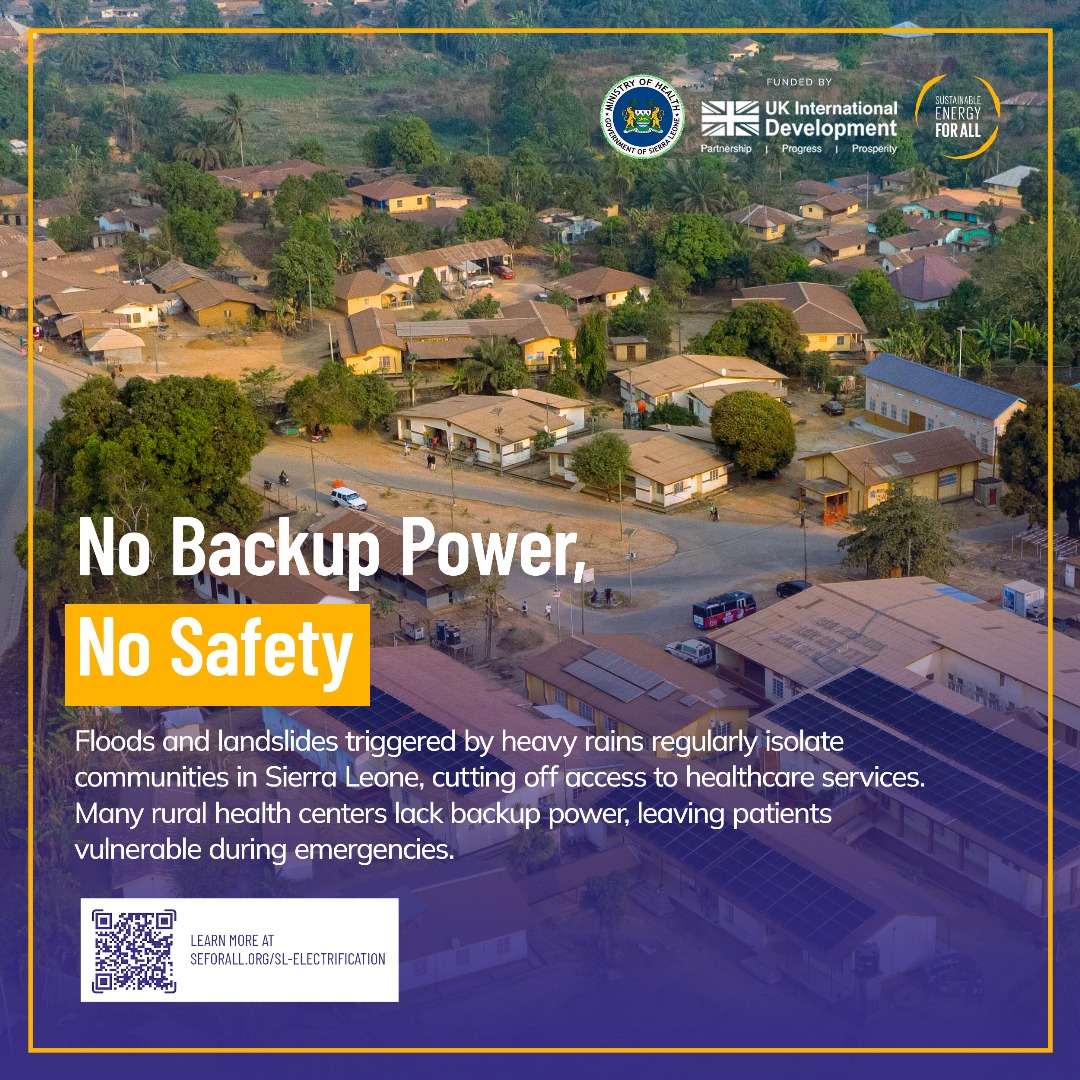 MINISTRY OF HEALTH
GOVERNMENT OF SIERRA LEONE
FUNDED BY
UK International
Development
Partnership | Progress | Prosperity
SUSTAINABLE
ENERGY
FOR ALL
No Backup Power,
No Safety
Floods and landslides triggered by heavy rains regularly isolate
communities in Sierra Leone, cutting off access to healthcare services.
Many rural health centers lack backup power, leaving patients
vulnerable during emergencies.
LEARN MORE AT
SEFORALL.ORG/SL-ELECTRIFICATION